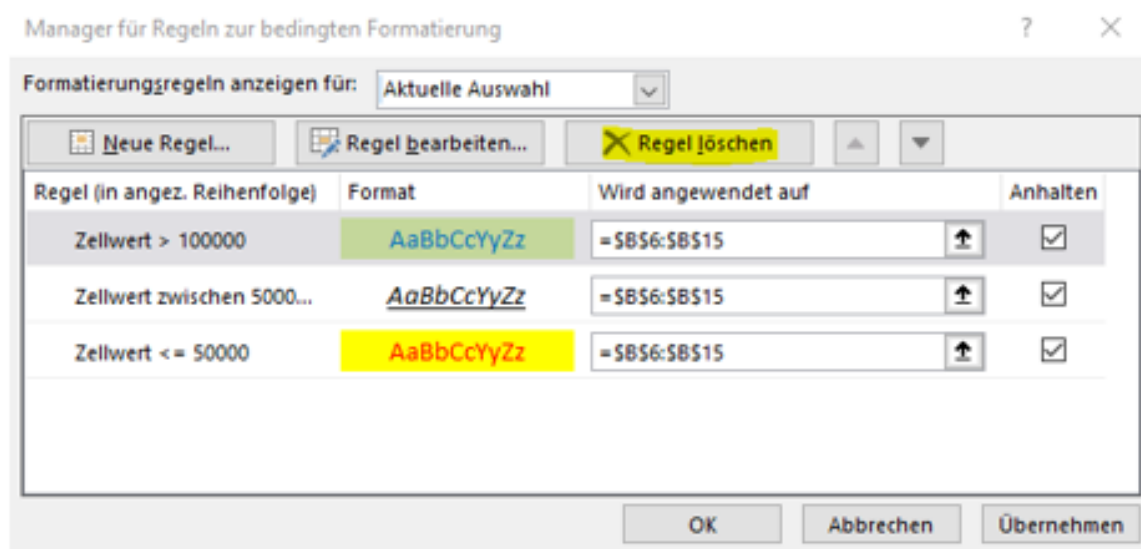 Manager für Regeln zur bedingten Formatierung ?
Formatierungsregeln anzeigen für: Aktuelle Auswahl
Neue Regel... Regel bearbeiten... Regel löschen
Regel (in angez. Reihenfolge) Format Wird angewendet auf Anhalten
Zellwert > 100000 AaBbCcYyZz =$B$6:$B$15
Zellwert zwischen 5000... AaBbCcYyZz =$B$6:$B$15
Zellwert <= 50000 AaBbCcYyZz =$B$6:$B$15
OK Abbrechen Übernehmen